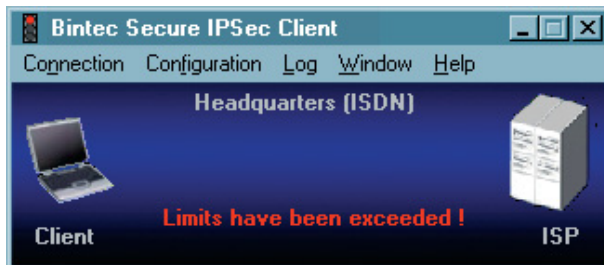 Bintec Secure IPSec Client
Connection Configuration Log Window Help
Headquarters (ISDN)
Limits have been exceeded !
Client
ISP